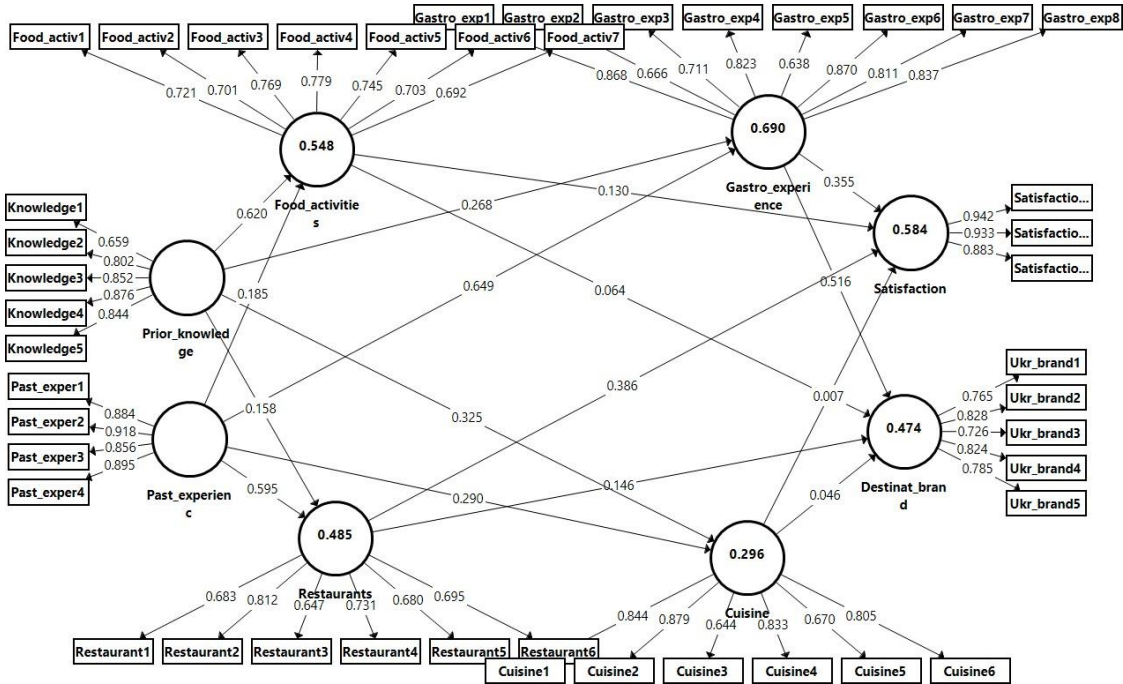 Gastro_exp1 Gastro_exp2 Gastro_exp3 Gastro_exp4 Gastro_exp5 Gastro_exp6 Gastro_exp7 Gastro_exp8
Food_activ1 Food_activ2 Food_activ3 Food_activ4 Food_activ5 Food_activ6 Food_activ7
0.721 0.701 0.769 0.779 0.745 0.703 0.692
0.868 0.666 0.711 0.823 0.638 0.870 0.811 0.837
0.548
Food_activitie
s
0.690
Gastro_experi
ence
0.620
0.268
0.130
0.355
Knowledge1
Knowledge2
Knowledge3
Knowledge4
Knowledge5
0.659
0.802
0.852
0.876
0.844
Prior_knowled
ge
0.584
Satisfaction
0.942
0.933
0.883
Satisfactio...
Satisfactio...
Satisfactio...
0.185
0.649
0.064
0.516
Past_exper1
Past_exper2
Past_exper3
Past_exper4
0.884
0.918
0.856
0.895
Past_experien
c
0.158
0.325
0.386
0.007
0.474
Destinat_bran
d
0.765
0.828
0.726
0.824
0.785
Ukr_brand1
Ukr_brand2
Ukr_brand3
Ukr_brand4
Ukr_brand5
0.595
0.290
0.146
0.046
0.485
Restaurants
0.296
Cuisine
0.683 0.812 0.647 0.731 0.680 0.695
0.844 0.879 0.644 0.833 0.670 0.805
Restaurant1 Restaurant2 Restaurant3 Restaurant4 Restaurant5 Restaurant6
Cuisine1 Cuisine2 Cuisine3 Cuisine4 Cuisine5 Cuisine6